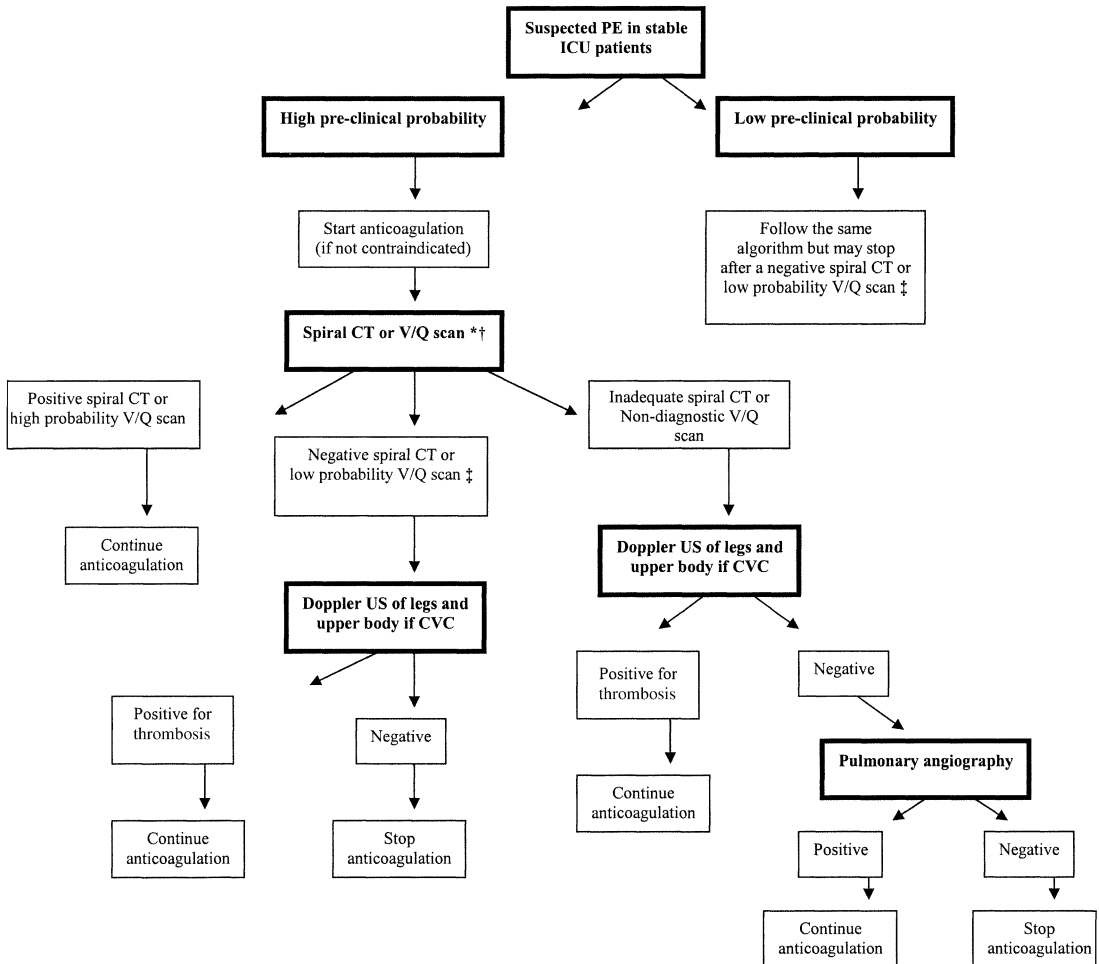 Suspected PE in stable
ICU patients
High pre-clinical probability
Low pre-clinical probability
Start anticoagulation
(if not contraindicated)
Follow the same
algorithm but may stop
after a negative spiral CT or
low probability V/Q scan ‡
Spiral CT or V/Q scan *†
Positive spiral CT or
high probability V/Q scan
Negative spiral CT or
low probability V/Q scan ‡
Inadequate spiral CT or
Non-diagnostic V/Q
scan
Continue
anticoagulation
Doppler US of legs and
upper body if CVC
Doppler US of legs and
upper body if CVC
Positive for
thrombosis
Negative
Positive for
thrombosis
Negative
Continue
anticoagulation
Stop
anticoagulation
Continue
anticoagulation
Pulmonary angiography
Positive
Negative
Continue
anticoagulation
Stop
anticoagulation